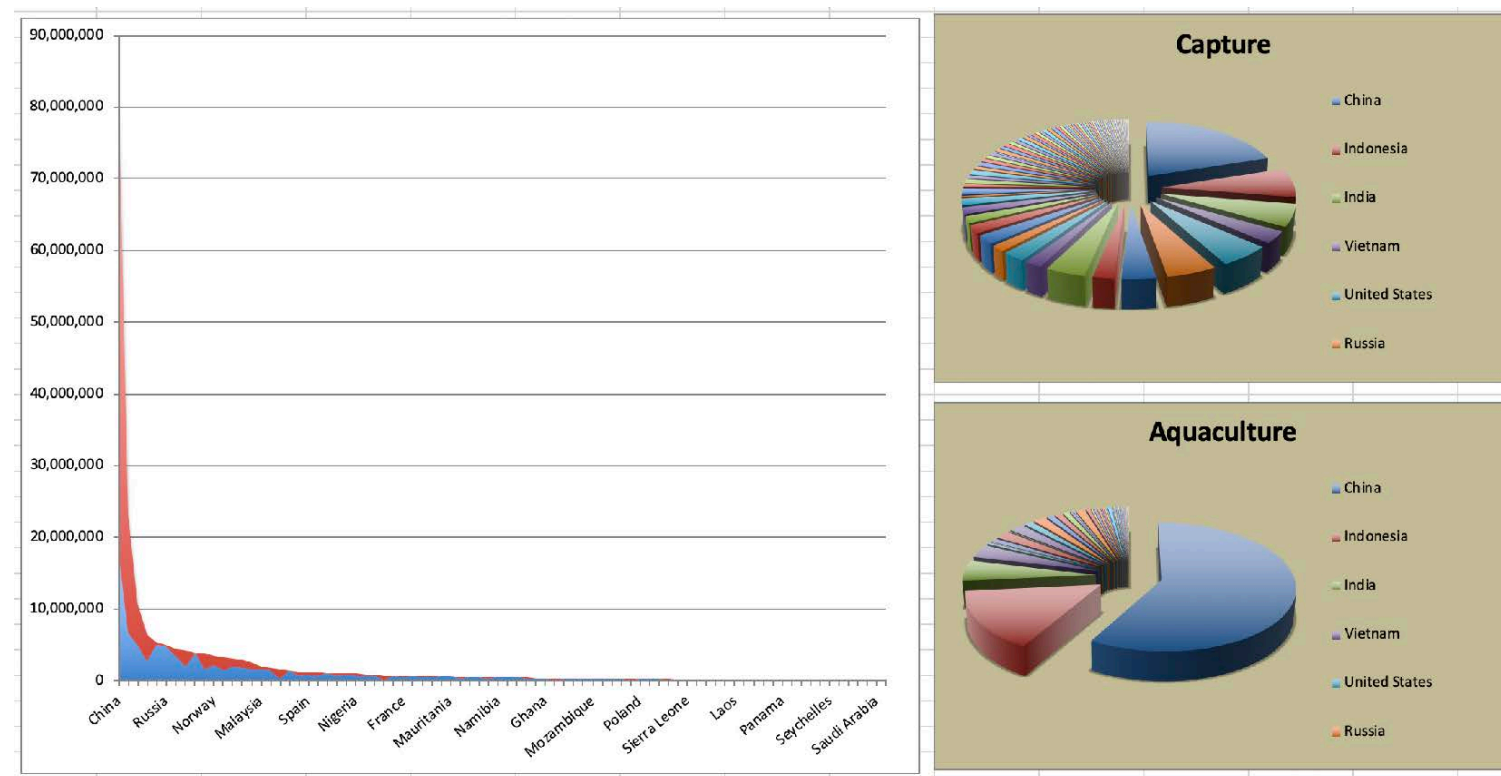 90,000,000
80,000,000
70,000,000
60,000,000
50,000,000
40,000,000
30,000,000
20,000,000
10,000,000
0
China
Russia
Norway
Malaysia
Spain
Nigeria
France
Mauritania
Namibia
Ghana
Mozambique
Poland
Sierra Leone
Laos
Panama
Seychelles
Saudi Arabia
Capture
China
Indonesia
India
Vietnam
United States
Russia
Aquaculture
China
Indonesia
India
Vietnam
United States
Russia